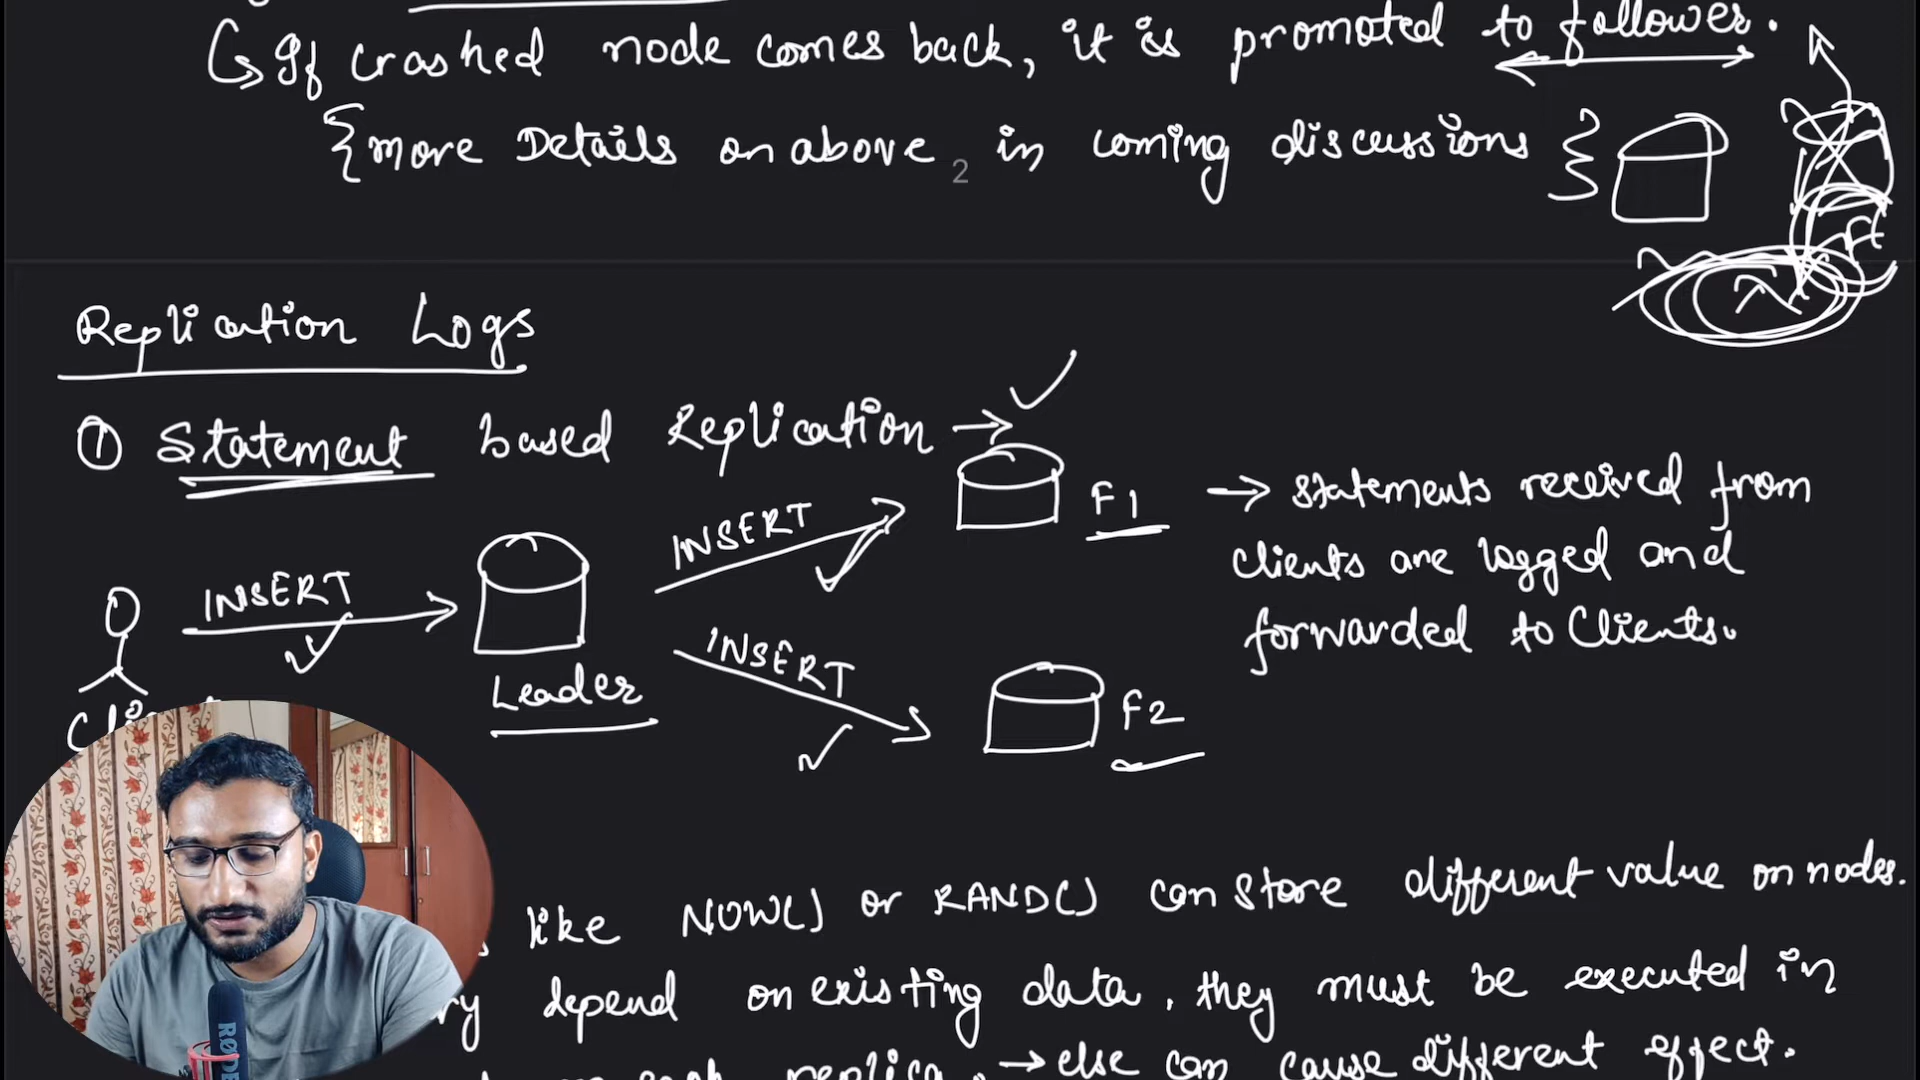 ↳ If crashed node comes back, it is promoted to follower.
{more Details on above in coming discussions}
2
Replication Logs
① Statement based Replication →
INSERT
Leader
INSERT
INSERT
F1
F2
→ statements received from
clients are logged and
forwarded to Clients.
like NOW() or RAND() can store different value on nodes.
depend on existing data, they must be executed in
replica. → else can cause different effect.
RØDE